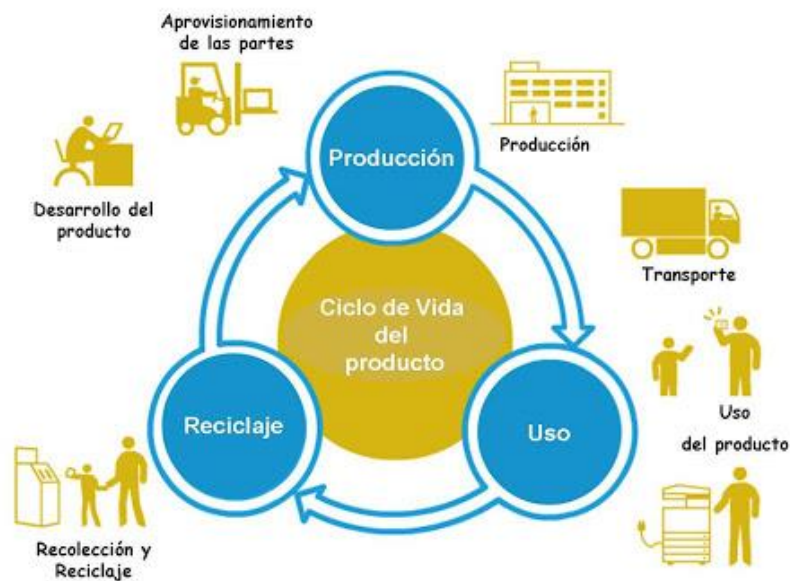 Aprovisionamiento
de las partes
Producción
Producción
Desarrollo del
producto
Transporte
Ciclo de Vida
del
producto
Reciclaje
Uso
Uso
del producto
Recolección y
Reciclaje